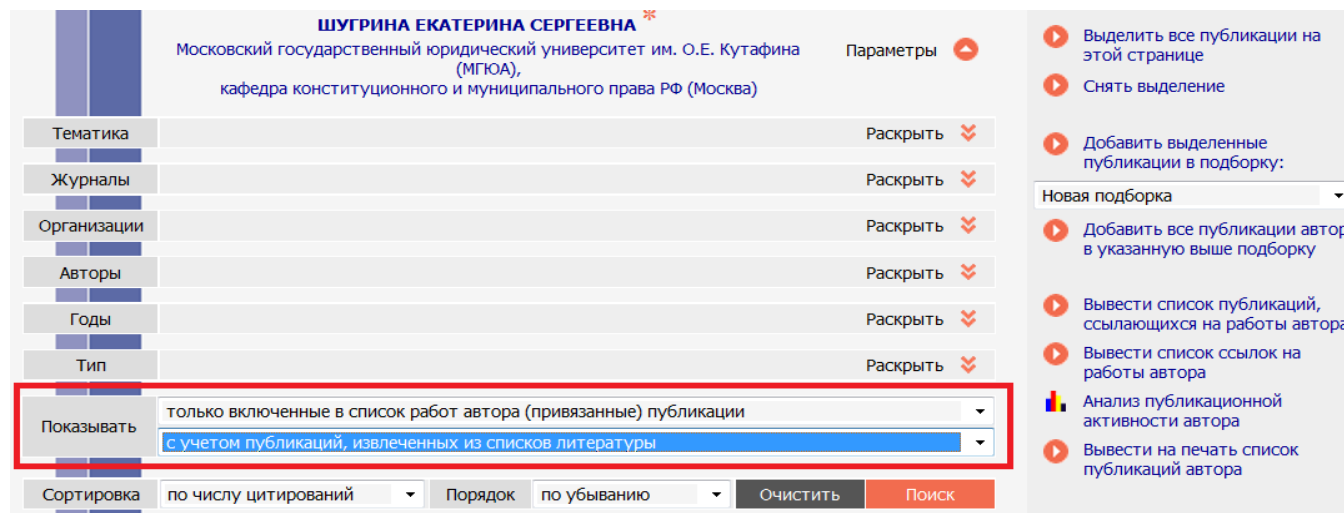 ШУГРИНА ЕКАТЕРИНА СЕРГЕЕВНА *
Московский государственный юридический университет им. О.Е. Кутафина
(МГЮА),
кафедра конституционного и муниципального права РФ (Москва)
Параметры
Тематика Раскрыть
Журналы Раскрыть
Организации Раскрыть
Авторы Раскрыть
Годы Раскрыть
Тип Раскрыть
Показывать
только включенные в список работ автора (привязанные) публикации
с учетом публикаций, извлеченных из списков литературы
Сортировка по числу цитирований Порядок по убыванию Очистить Поиск
Выделить все публикации на
этой странице
Снять выделение
Добавить выделенные
публикации в подборку:
Новая подборка
Добавить все публикации автор
в указанную выше подборку
Вывести список публикаций,
ссылающихся на работы автора
Вывести список ссылок на
работы автора
Анализ публикационной
активности автора
Вывести на печать список
публикаций автора